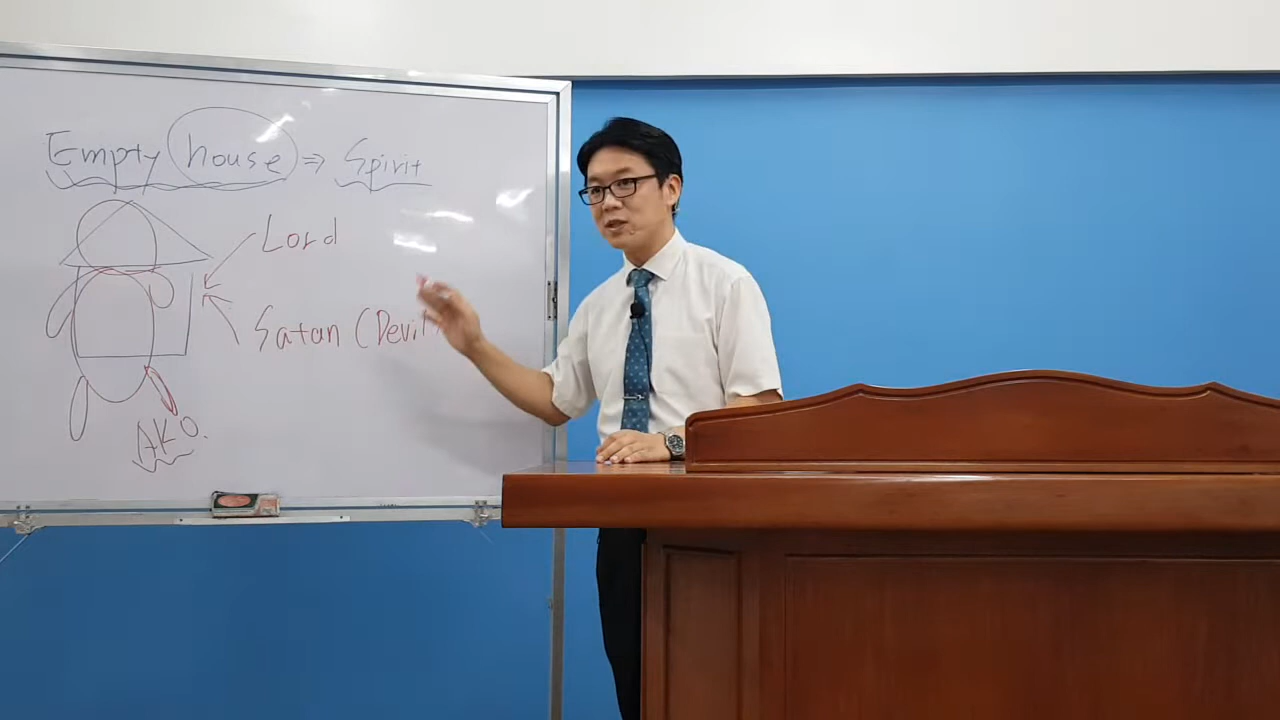 Empty house ⇒ Spirit
Lord
Satan (Devil)
AKO.